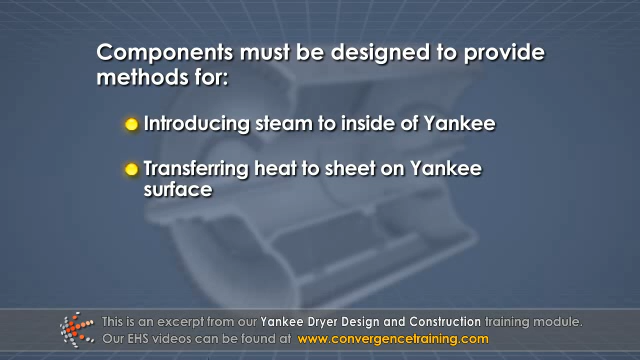 Components must be designed to provide
methods for:
Introducing steam to inside of Yankee
Transferring heat to sheet on Yankee
surface
This is an excerpt from our Yankee Dryer Design and Construction training module.
Our EHS videos can be found at www.convergencetraining.com